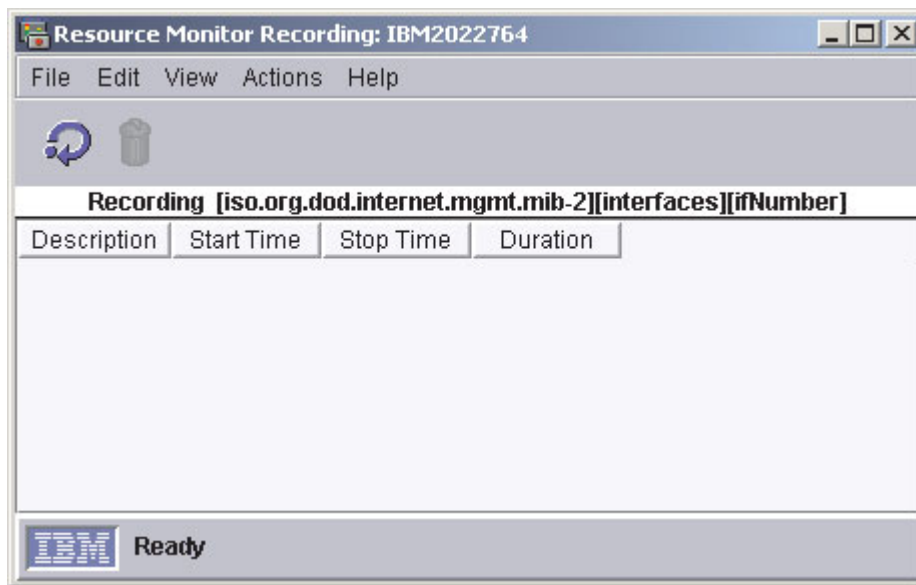 Resource Monitor Recording: IBM2022764
File Edit View Actions Help
Recording [iso.org.dod.internet.mgmt.mib-2][interfaces][ifNumber]
Description Start Time Stop Time Duration
IBM Ready